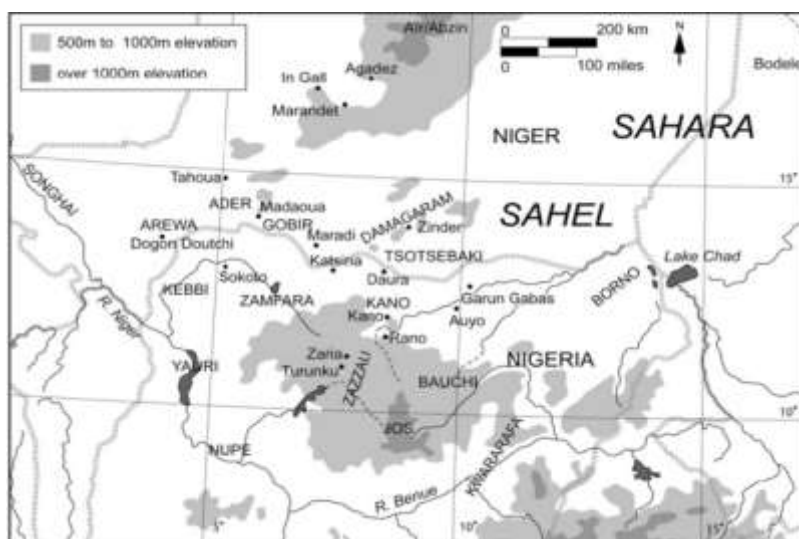 500m to 1000m elevation
over 1000m elevation
Aïr/Abzin
0 200 km
0 100 miles
N
Bodele
Agadez
In Gall
Marandet
NIGER
SAHARA
15°
SONGHAI
Tahoua
ADER
Madaoua
GOBIR
AREWA
Dogon Doutchi
Maradi
DAMAGARAM
Zinder
SAHEL
TSOTSEBAKI
Katsina
Daura
Lake Chad
Sokoto
KEBBI
ZAMFARA
KANO
Kano
Garun Gabas
Auyo
BORNO
R. Niger
Rano
YAWRI
Zaria
Turunku
ZAZZAU
BAUCHI
NIGERIA
10°
JOS
NUPE
KWARARAFA
R. Benue
5°
10°
15°